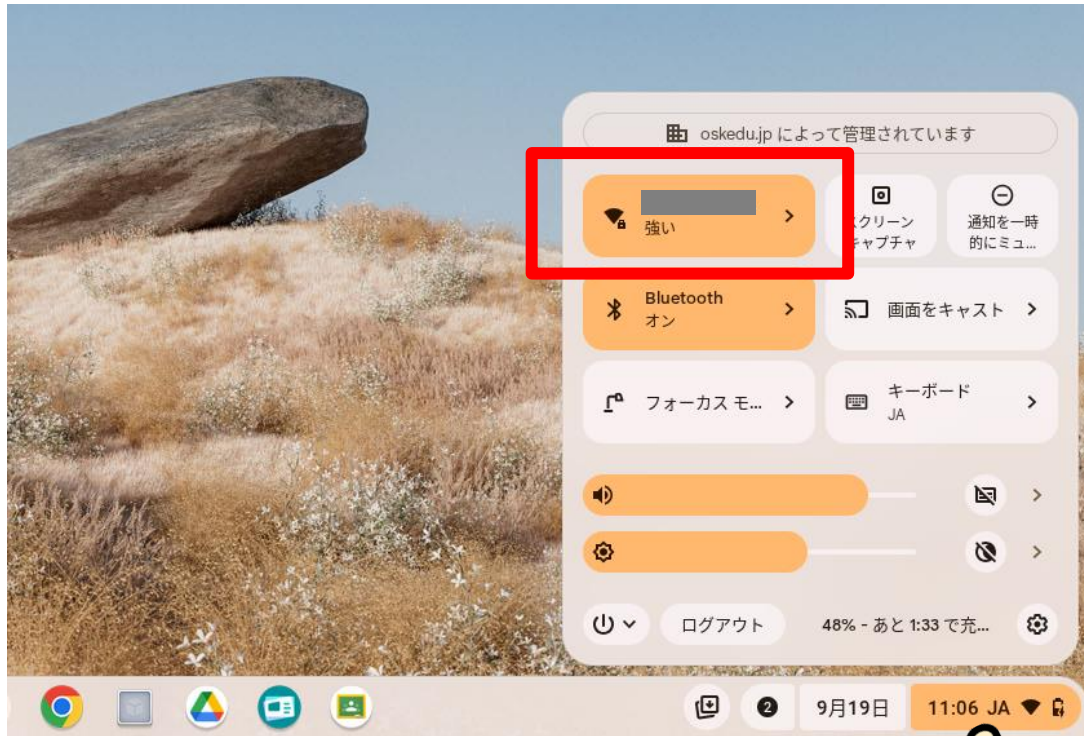 oskedu.jp によって管理されています
強い
クリーン
ャプチャ
通知を一時
的にミュ...
Bluetooth
オン
画面をキャスト
フォーカス モ...
キーボード
JA
ログアウト
48% - あと 1:33 で充...
2
9月19日
11:06 JA